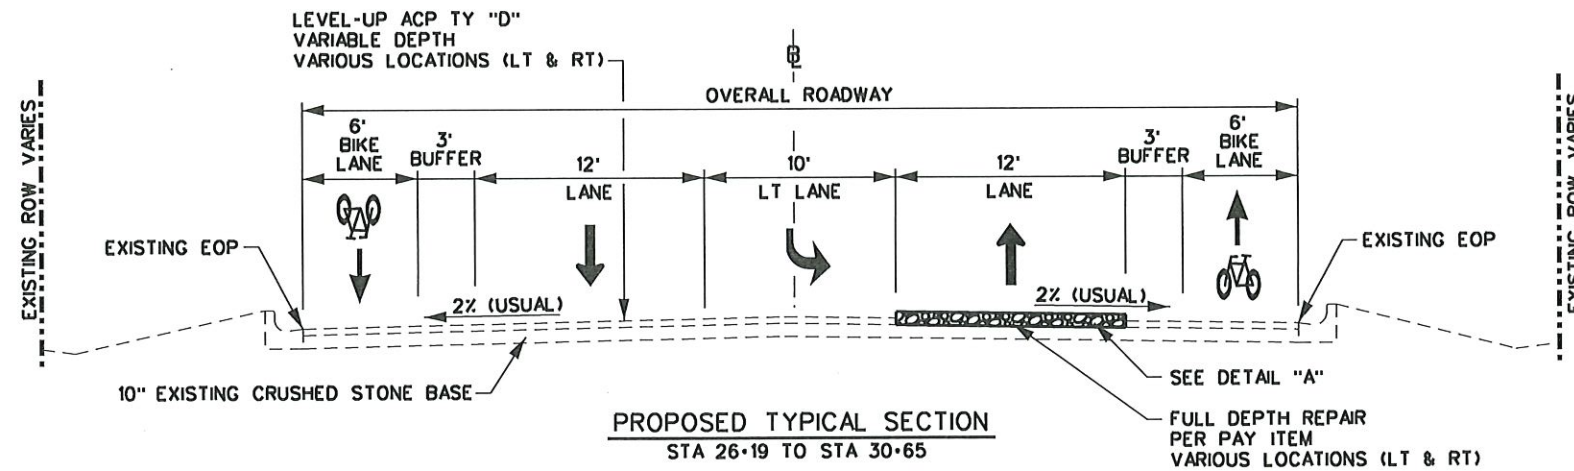 LEVEL-UP ACP TY "D"
VARIABLE DEPTH
VARIOUS LOCATIONS (LT & RT)
OVERALL ROADWAY
6'
BIKE
LANE
3'
BUFFER
12'
LANE
10'
LT LANE
12'
LANE
3'
BUFFER
6'
BIKE
LANE
EXISTING ROW VARIES
EXISTING ROW VARIES
EXISTING EOP
EXISTING EOP
2% (USUAL)
2% (USUAL)
10" EXISTING CRUSHED STONE BASE
SEE DETAIL "A"
FULL DEPTH REPAIR
PER PAY ITEM
VARIOUS LOCATIONS (LT & RT)
PROPOSED TYPICAL SECTION
STA 26+19 TO STA 30+65